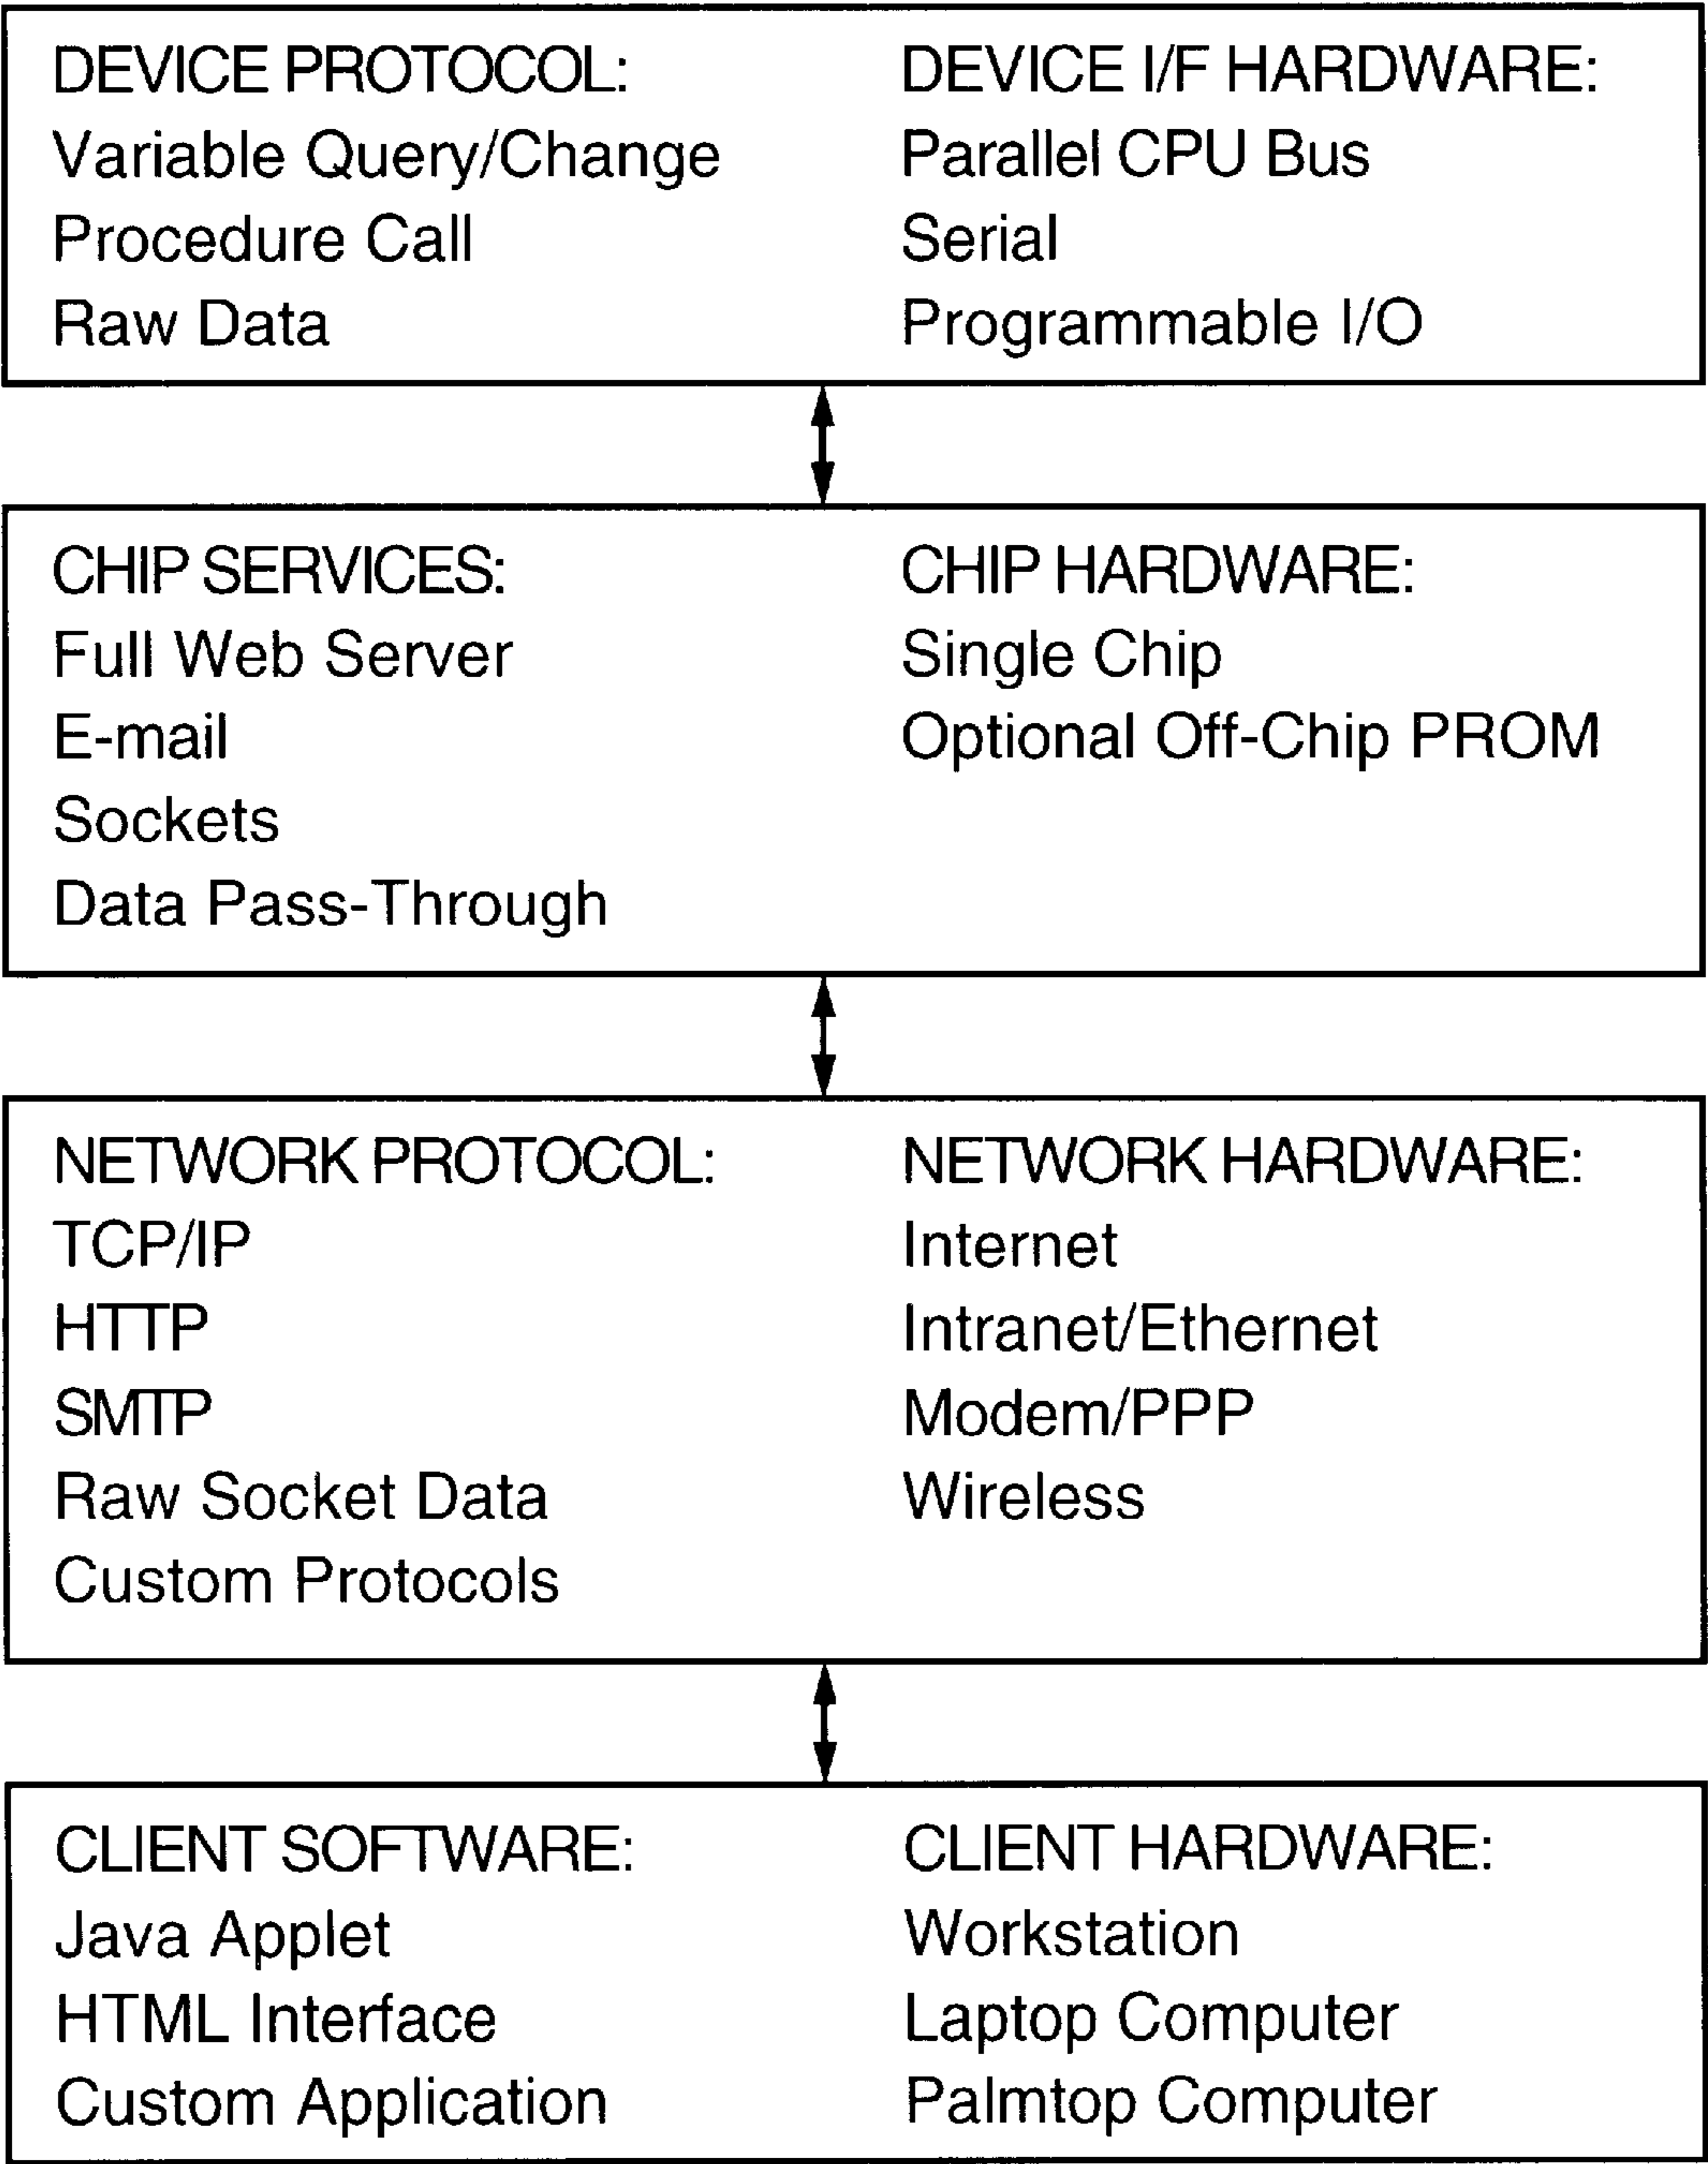 DEVICE PROTOCOL:
Variable Query/Change
Procedure Call
Raw Data
DEVICE I/F HARDWARE:
Parallel CPU Bus
Serial
Programmable I/O
CHIP SERVICES:
Full Web Server
E-mail
Sockets
Data Pass-Through
CHIP HARDWARE:
Single Chip
Optional Off-Chip PROM
NETWORK PROTOCOL:
TCP/IP
HTTP
SMTP
Raw Socket Data
Custom Protocols
NETWORK HARDWARE:
Internet
Intranet/Ethernet
Modem/PPP
Wireless
CLIENT SOFTWARE:
Java Applet
HTML Interface
Custom Application
CLIENT HARDWARE:
Workstation
Laptop Computer
Palmtop Computer